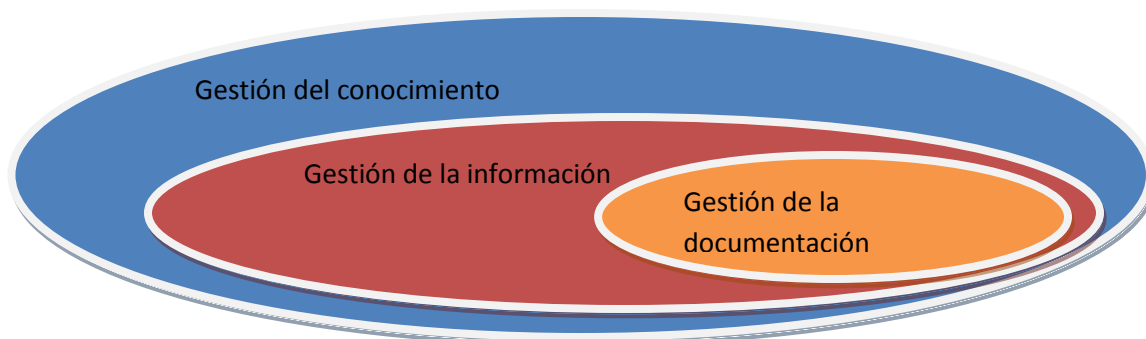 Gestión del conocimiento
Gestión de la información
Gestión de la
documentación